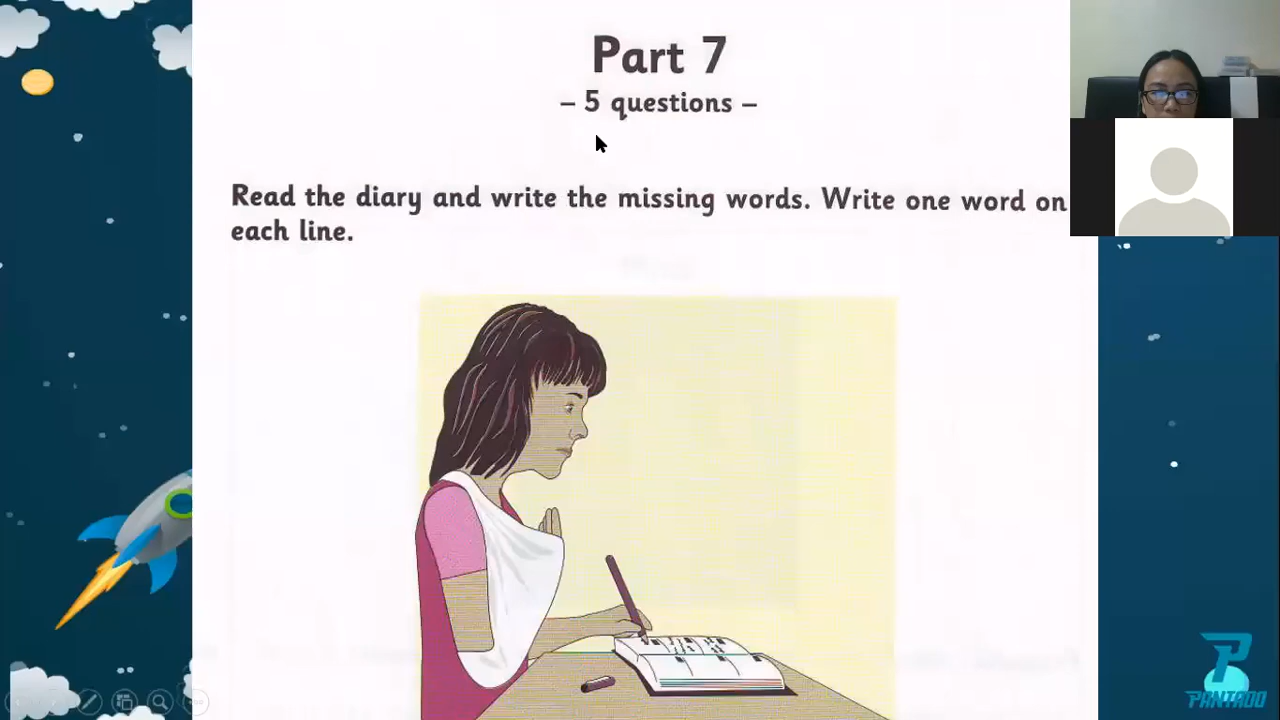 Part 7
– 5 questions –
Read the diary and write the missing words. Write one word on
each line.
PANTADO